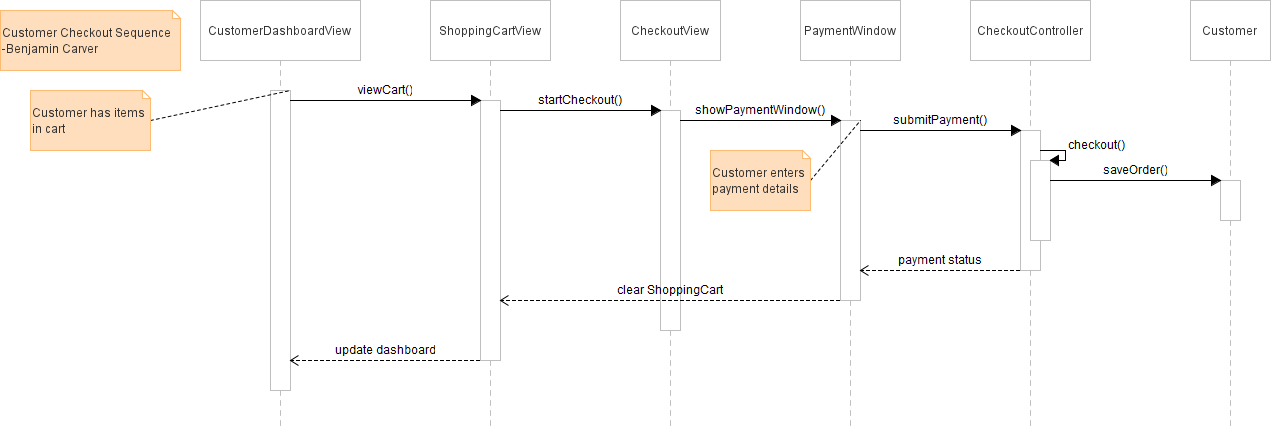 Customer Checkout Sequence
-Benjamin Carver
CustomerDashboardView
ShoppingCartView
CheckoutView
PaymentWindow
CheckoutController
Customer
Customer has items
in cart
viewCart()
startCheckout()
showPaymentWindow()
submitPayment()
checkout()
Customer enters
payment details
saveOrder()
payment status
clear ShoppingCart
update dashboard